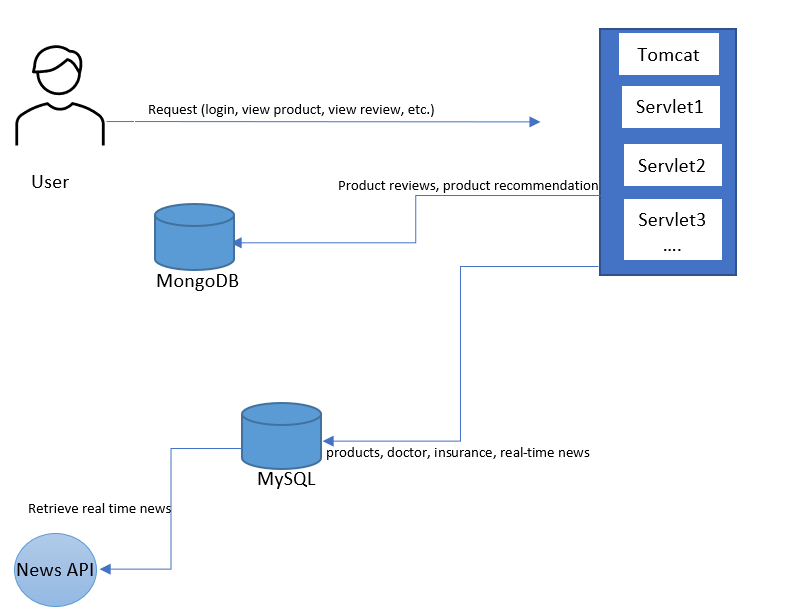 Tomcat
Request (login, view product, view review, etc.)
Servlet1
Servlet2
User
Product reviews, product recommendation
Servlet3
....
MongoDB
products, doctor, insurance, real-time news
MySQL
Retrieve real time news
News API